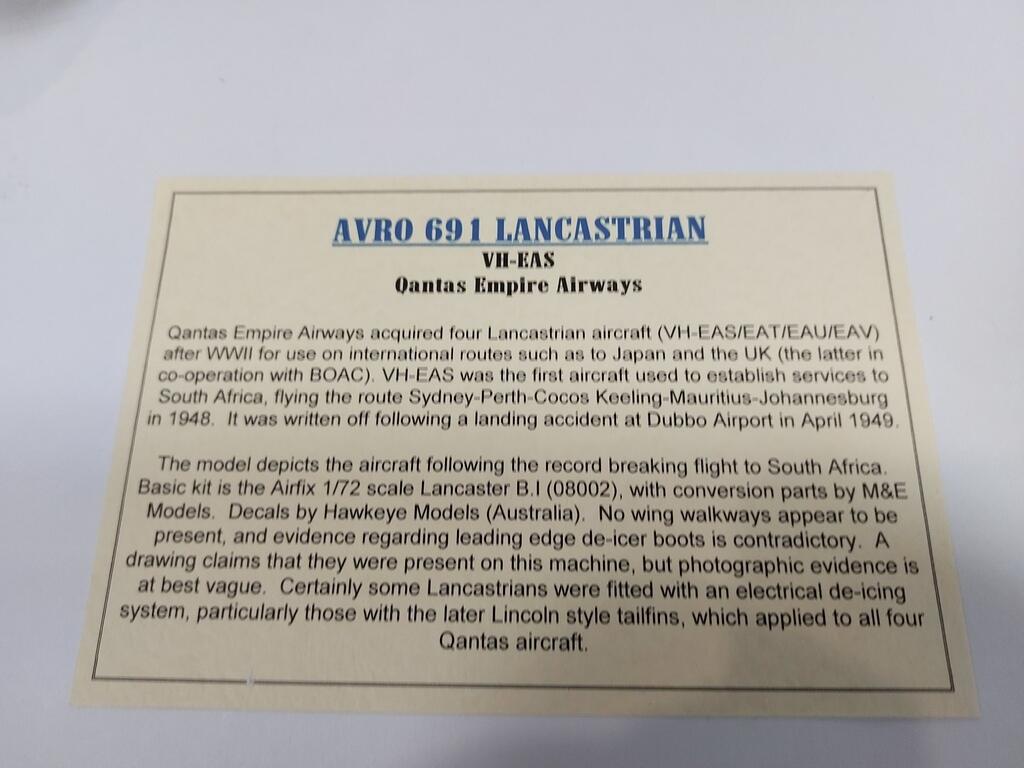 AVRO 691 LANCASTRIAN
VH-EAS
Qantas Empire Airways
Qantas Empire Airways acquired four Lancastrian aircraft (VH-EAS/EAT/EAU/EAV)
after WWII for use on international routes such as to Japan and the UK (the latter in
co-operation with BOAC). VH-EAS was the first aircraft used to establish services to
South Africa, flying the route Sydney-Perth-Cocos Keeling-Mauritius-Johannesburg
in 1948. It was written off following a landing accident at Dubbo Airport in April 1949.
The model depicts the aircraft following the record breaking flight to South Africa.
Basic kit is the Airfix 1/72 scale Lancaster B.I (08002), with conversion parts by M&E
Models. Decals by Hawkeye Models (Australia). No wing walkways appear to be
present, and evidence regarding leading edge de-icer boots is contradictory. A
drawing claims that they were present on this machine, but photographic evidence is
at best vague. Certainly some Lancastrians were fitted with an electrical de-icing
system, particularly those with the later Lincoln style tailfins, which applied to all four
Qantas aircraft.